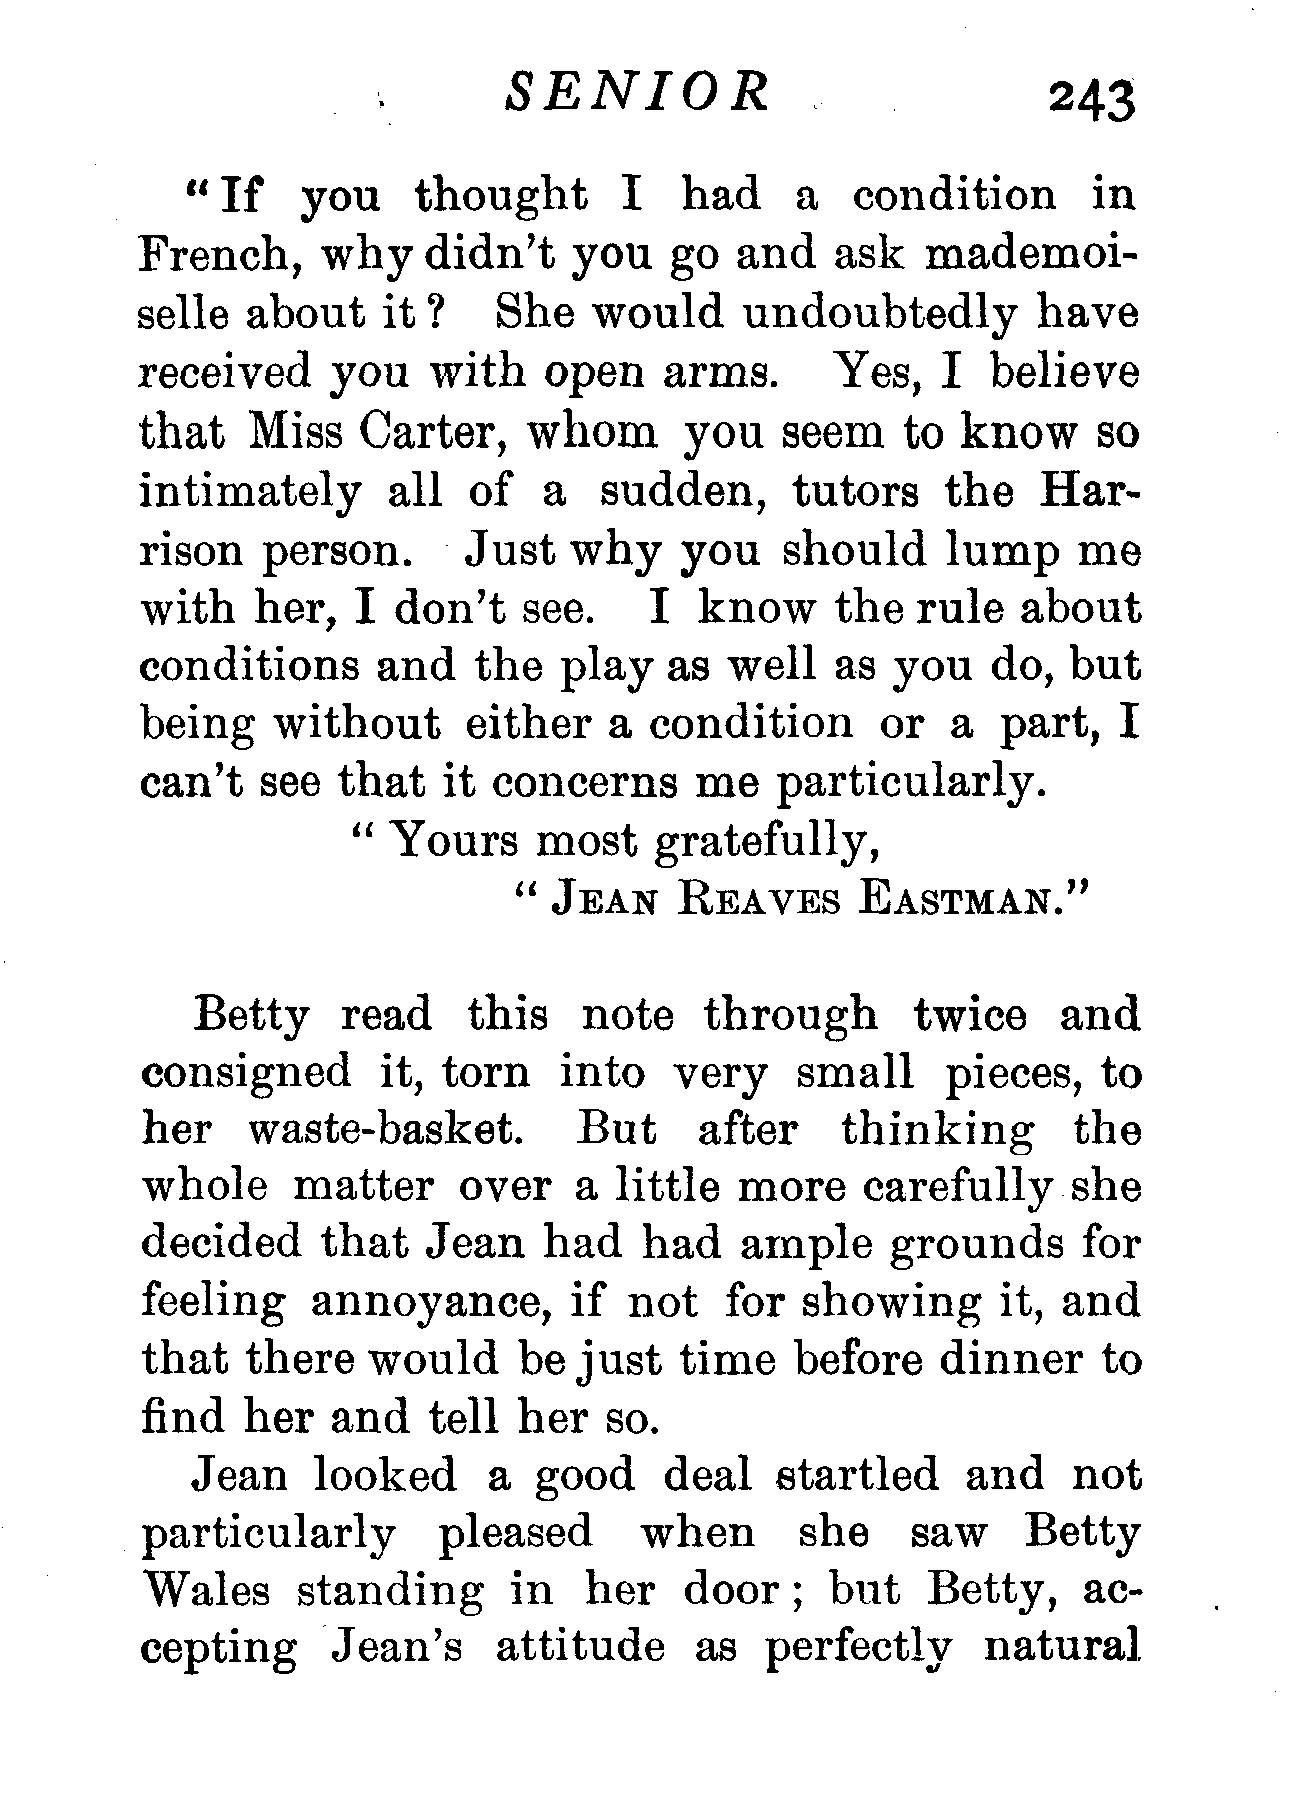 SENIOR 243
"If you thought I had a condition in
French, why didn't you go and ask mademoi-
selle about it? She would undoubtedly have
received you with open arms. Yes, I believe
that Miss Carter, whom you seem to know so
intimately all of a sudden, tutors the Har-
rison person. Just why you should lump me
with her, I don't see. I know the rule about
conditions and the play as well as you do, but
being without either a condition or a part, I
can't see that it concerns me particularly.
"Yours most gratefully,
"JEAN REAVES EASTMAN."
Betty read this note through twice and
consigned it, torn into very small pieces, to
her waste-basket. But after thinking the
whole matter over a little more carefully she
decided that Jean had had ample grounds for
feeling annoyance, if not for showing it, and
that there would be just time before dinner to
find her and tell her so.
Jean looked a good deal startled and not
particularly pleased when she saw Betty
Wales standing in her door; but Betty, ac-
cepting Jean's attitude as perfectly natural